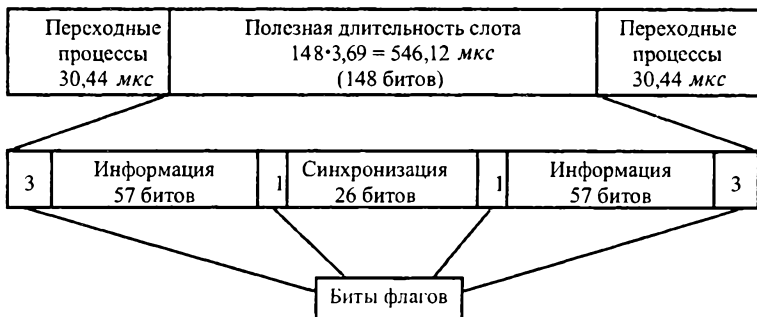 Переходные процессы 30,44 мкс
Полезная длительность слота
148·3,69 = 546,12 мкс
(148 битов)
Переходные процессы 30,44 мкс
3
Информация
57 битов
1
Синхронизация
26 битов
1
Информация
57 битов
3
Биты флагов